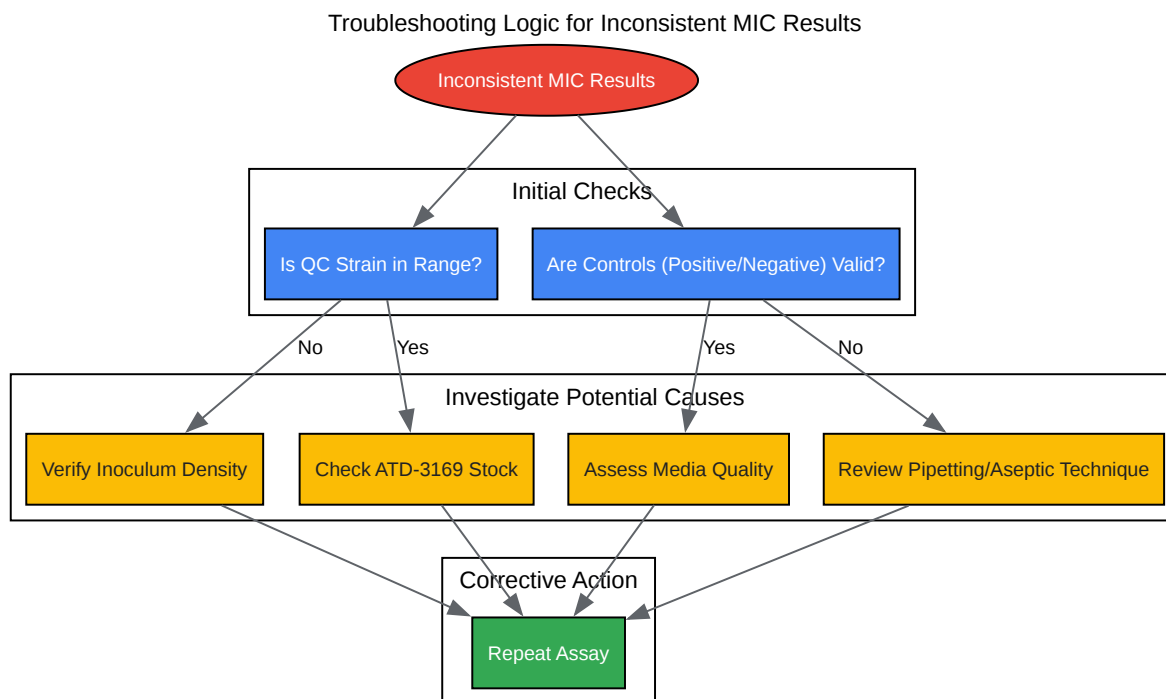 Troubleshooting Logic for Inconsistent MIC Results
Inconsistent MIC Results
Initial Checks
Is QC Strain in Range?
Are Controls (Positive/Negative) Valid?
No
Yes
Yes
No
Investigate Potential Causes
Verify Inoculum Density
Check ATD-3169 Stock
Assess Media Quality
Review Pipetting/Aseptic Technique
Corrective Action
Repeat Assay